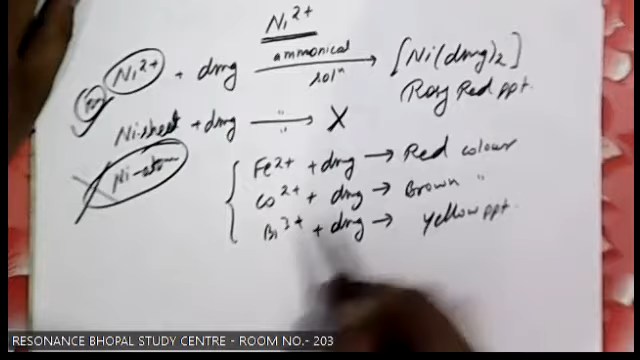 Ni²⁺
Ni²⁺ + dmg ammonical solⁿ → [Ni(dmg)₂]
Rosy Red ppt.
Ni-sheet + dmg —"→ X
Ni-atom
Fe²⁺ + dmg → Red colour
Co²⁺ + dmg → Brown "
Bi³⁺ + dmg → Yellow ppt.
RESONANCE BHOPAL STUDY CENTRE - ROOM NO.- 203